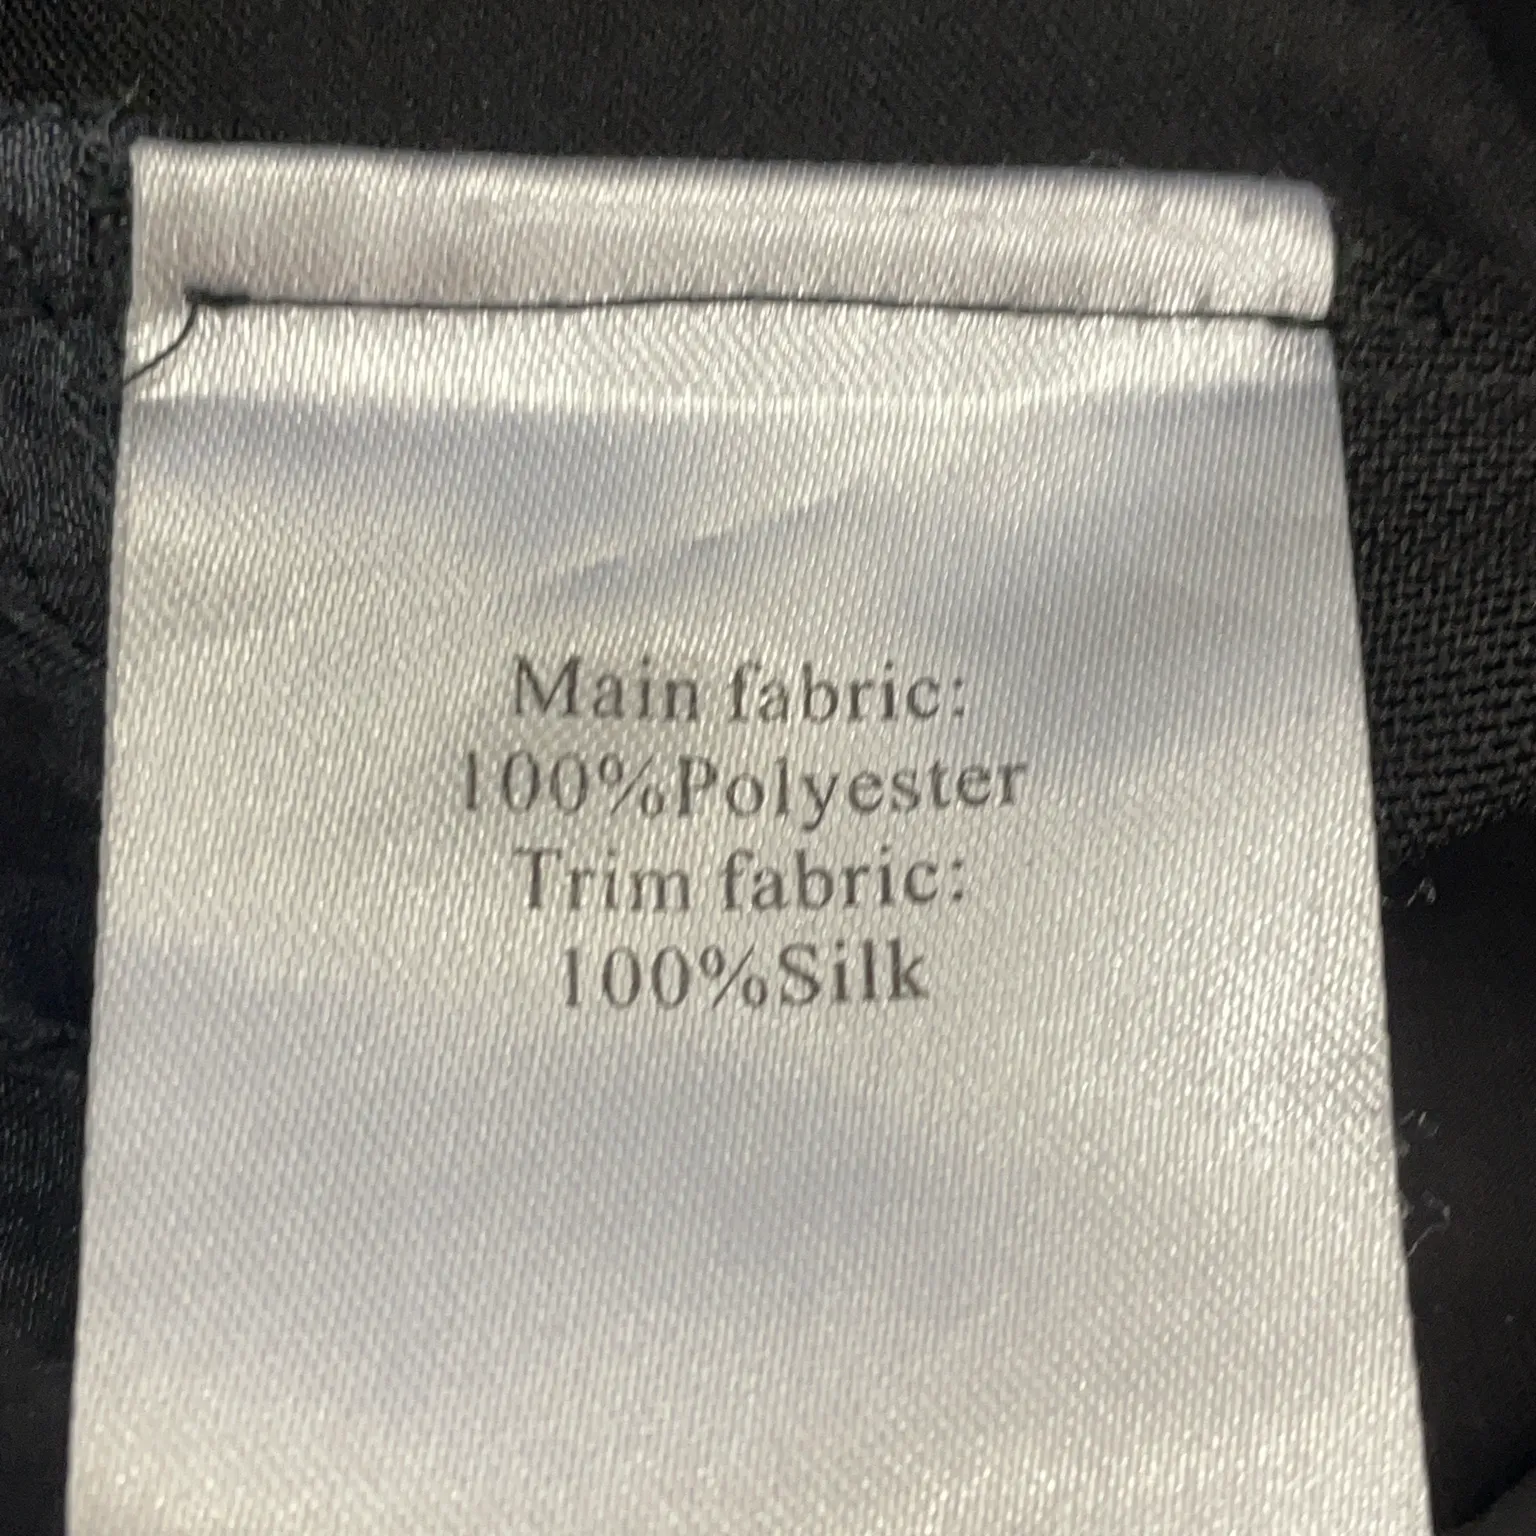 Main fabric:
100%Polyester
Trim fabric:
100%Silk